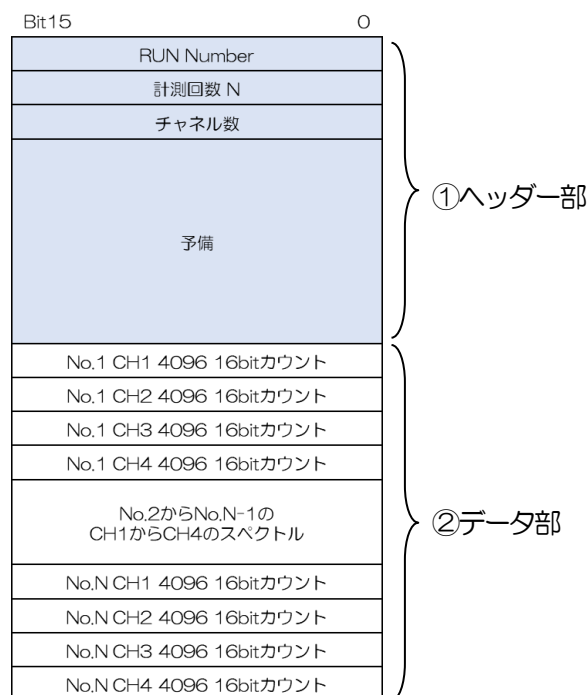 Bit15 0
RUN Number
計測回数 N
チャネル数
予備
①ヘッダー部
No.1 CH1 4096 16bitカウント
No.1 CH2 4096 16bitカウント
No.1 CH3 4096 16bitカウント
No.1 CH4 4096 16bitカウント
No.2からNo.N-1の
CH1からCH4のスペクトル
②データ部
No.N CH1 4096 16bitカウント
No.N CH2 4096 16bitカウント
No.N CH3 4096 16bitカウント
No.N CH4 4096 16bitカウント